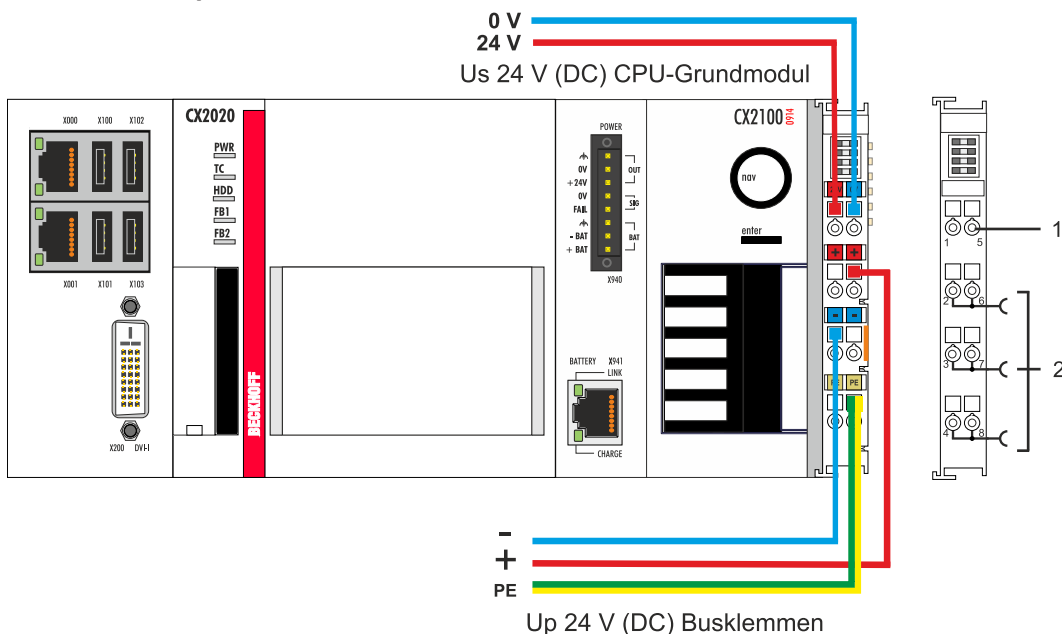 0 V
24 V
Us 24 V (DC) CPU-Grundmodul
X000 X100 X102
X001 X101 X103
X200 DVI-I
CX2020
PWR
TC
HDD
FB1
FB2
BECKHOFF
POWER
0V
+24V
OUT
0V
FAIL
SIG
- BAT
+ BAT
BAT
X940
BATTERY X941
LINK
CHARGE
CX2100
0914
nav
enter
+ +
- -
PE PE
1 5
2 6
3 7
4 8
1
2
-
+
PE
Up 24 V (DC) Busklemmen